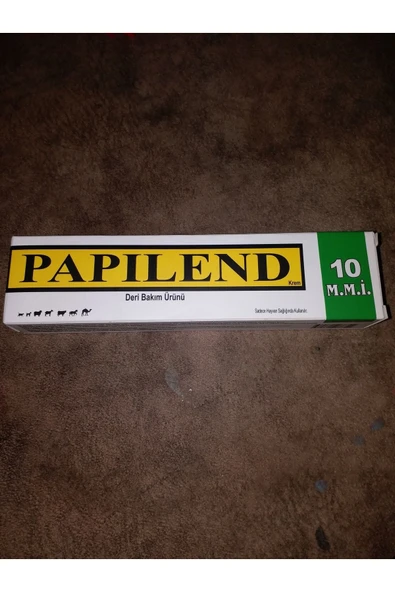 PAPILEND
Krem
10
M.M.İ.
Deri Bakım Ürünü
Sadece Hayvan Sağlığında Kullanılır.